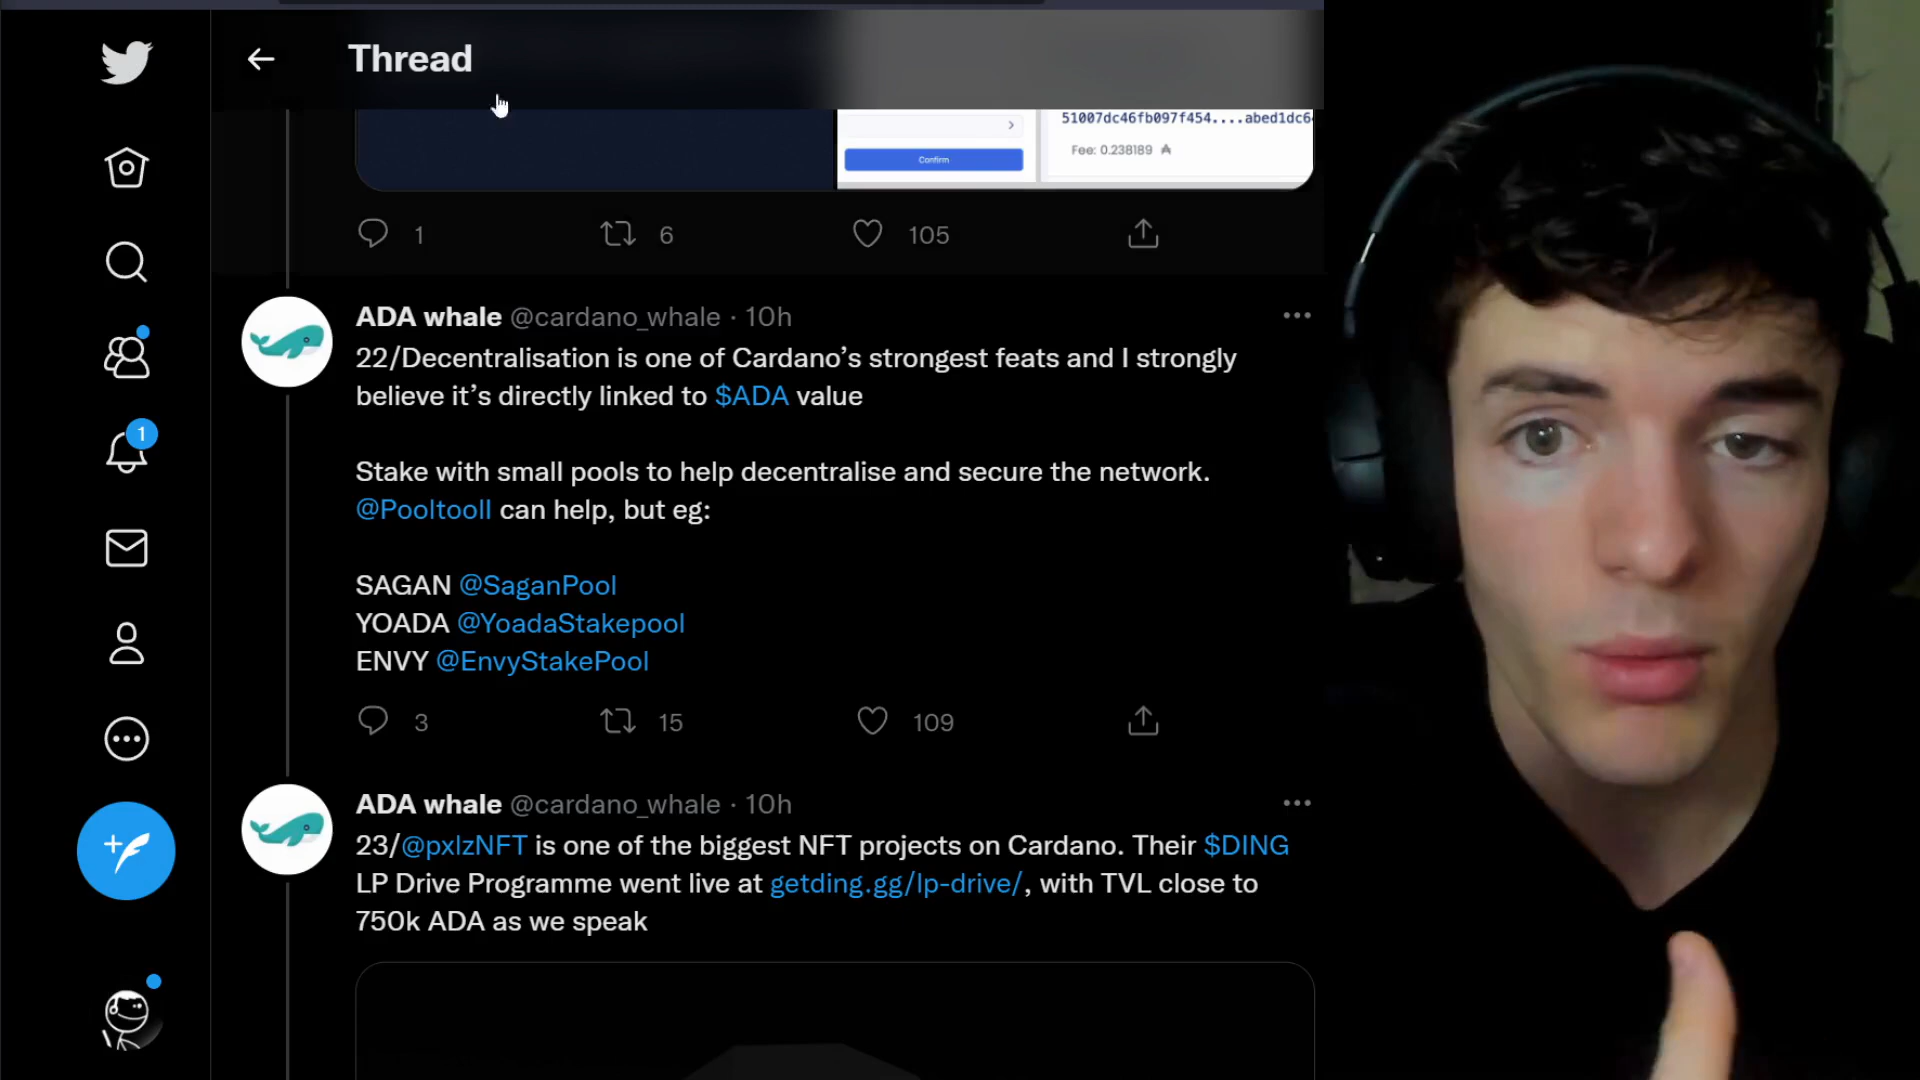 Thread
51007dc46fb097f454....abed1dc6
Confirm
Fee: 0.238189 ₳
1 6 105
ADA whale @cardano_whale · 10h
22/Decentralisation is one of Cardano’s strongest feats and I strongly
believe it’s directly linked to $ADA value
1
Stake with small pools to help decentralise and secure the network.
@Pooltooll can help, but eg:
SAGAN @SaganPool
YOADA @YoadaStakepool
ENVY @EnvyStakePool
3 15 109
ADA whale @cardano_whale · 10h
23/@pxlzNFT is one of the biggest NFT projects on Cardano. Their $DING
LP Drive Programme went live at getding.gg/lp-drive/, with TVL close to
750k ADA as we speak